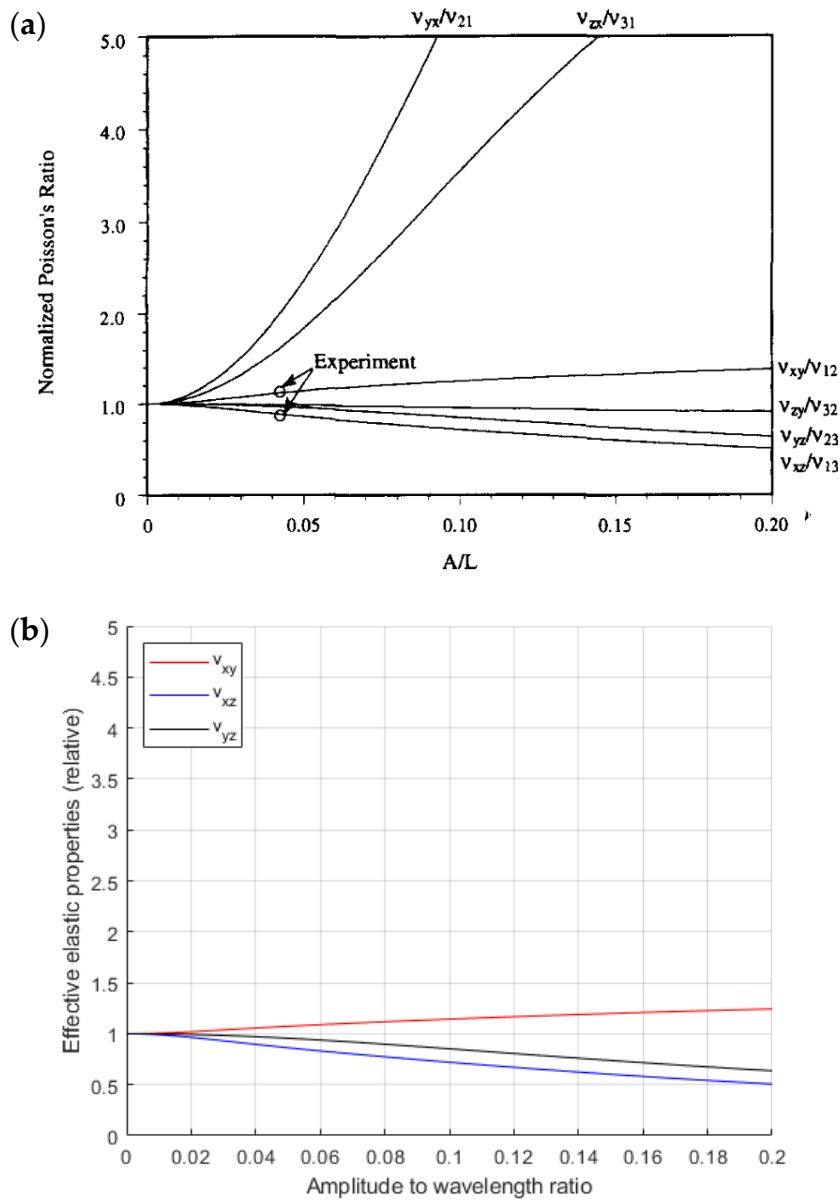 (a)
ν_yx/ν_21
ν_zx/ν_31
5.0
4.0
3.0
2.0
1.0
0
Normalized Poisson's Ratio
Experiment
ν_xy/ν_12
ν_zy/ν_32
ν_yz/ν_23
ν_xz/ν_13
0 0.05 0.10 0.15 0.20
A/L
(b)
5
4.5
4
3.5
3
2.5
2
1.5
1
0.5
0
Effective elastic properties (relative)
v_xy
v_xz
v_yz
0 0.02 0.04 0.06 0.08 0.1 0.12 0.14 0.16 0.18 0.2
Amplitude to wavelength ratio